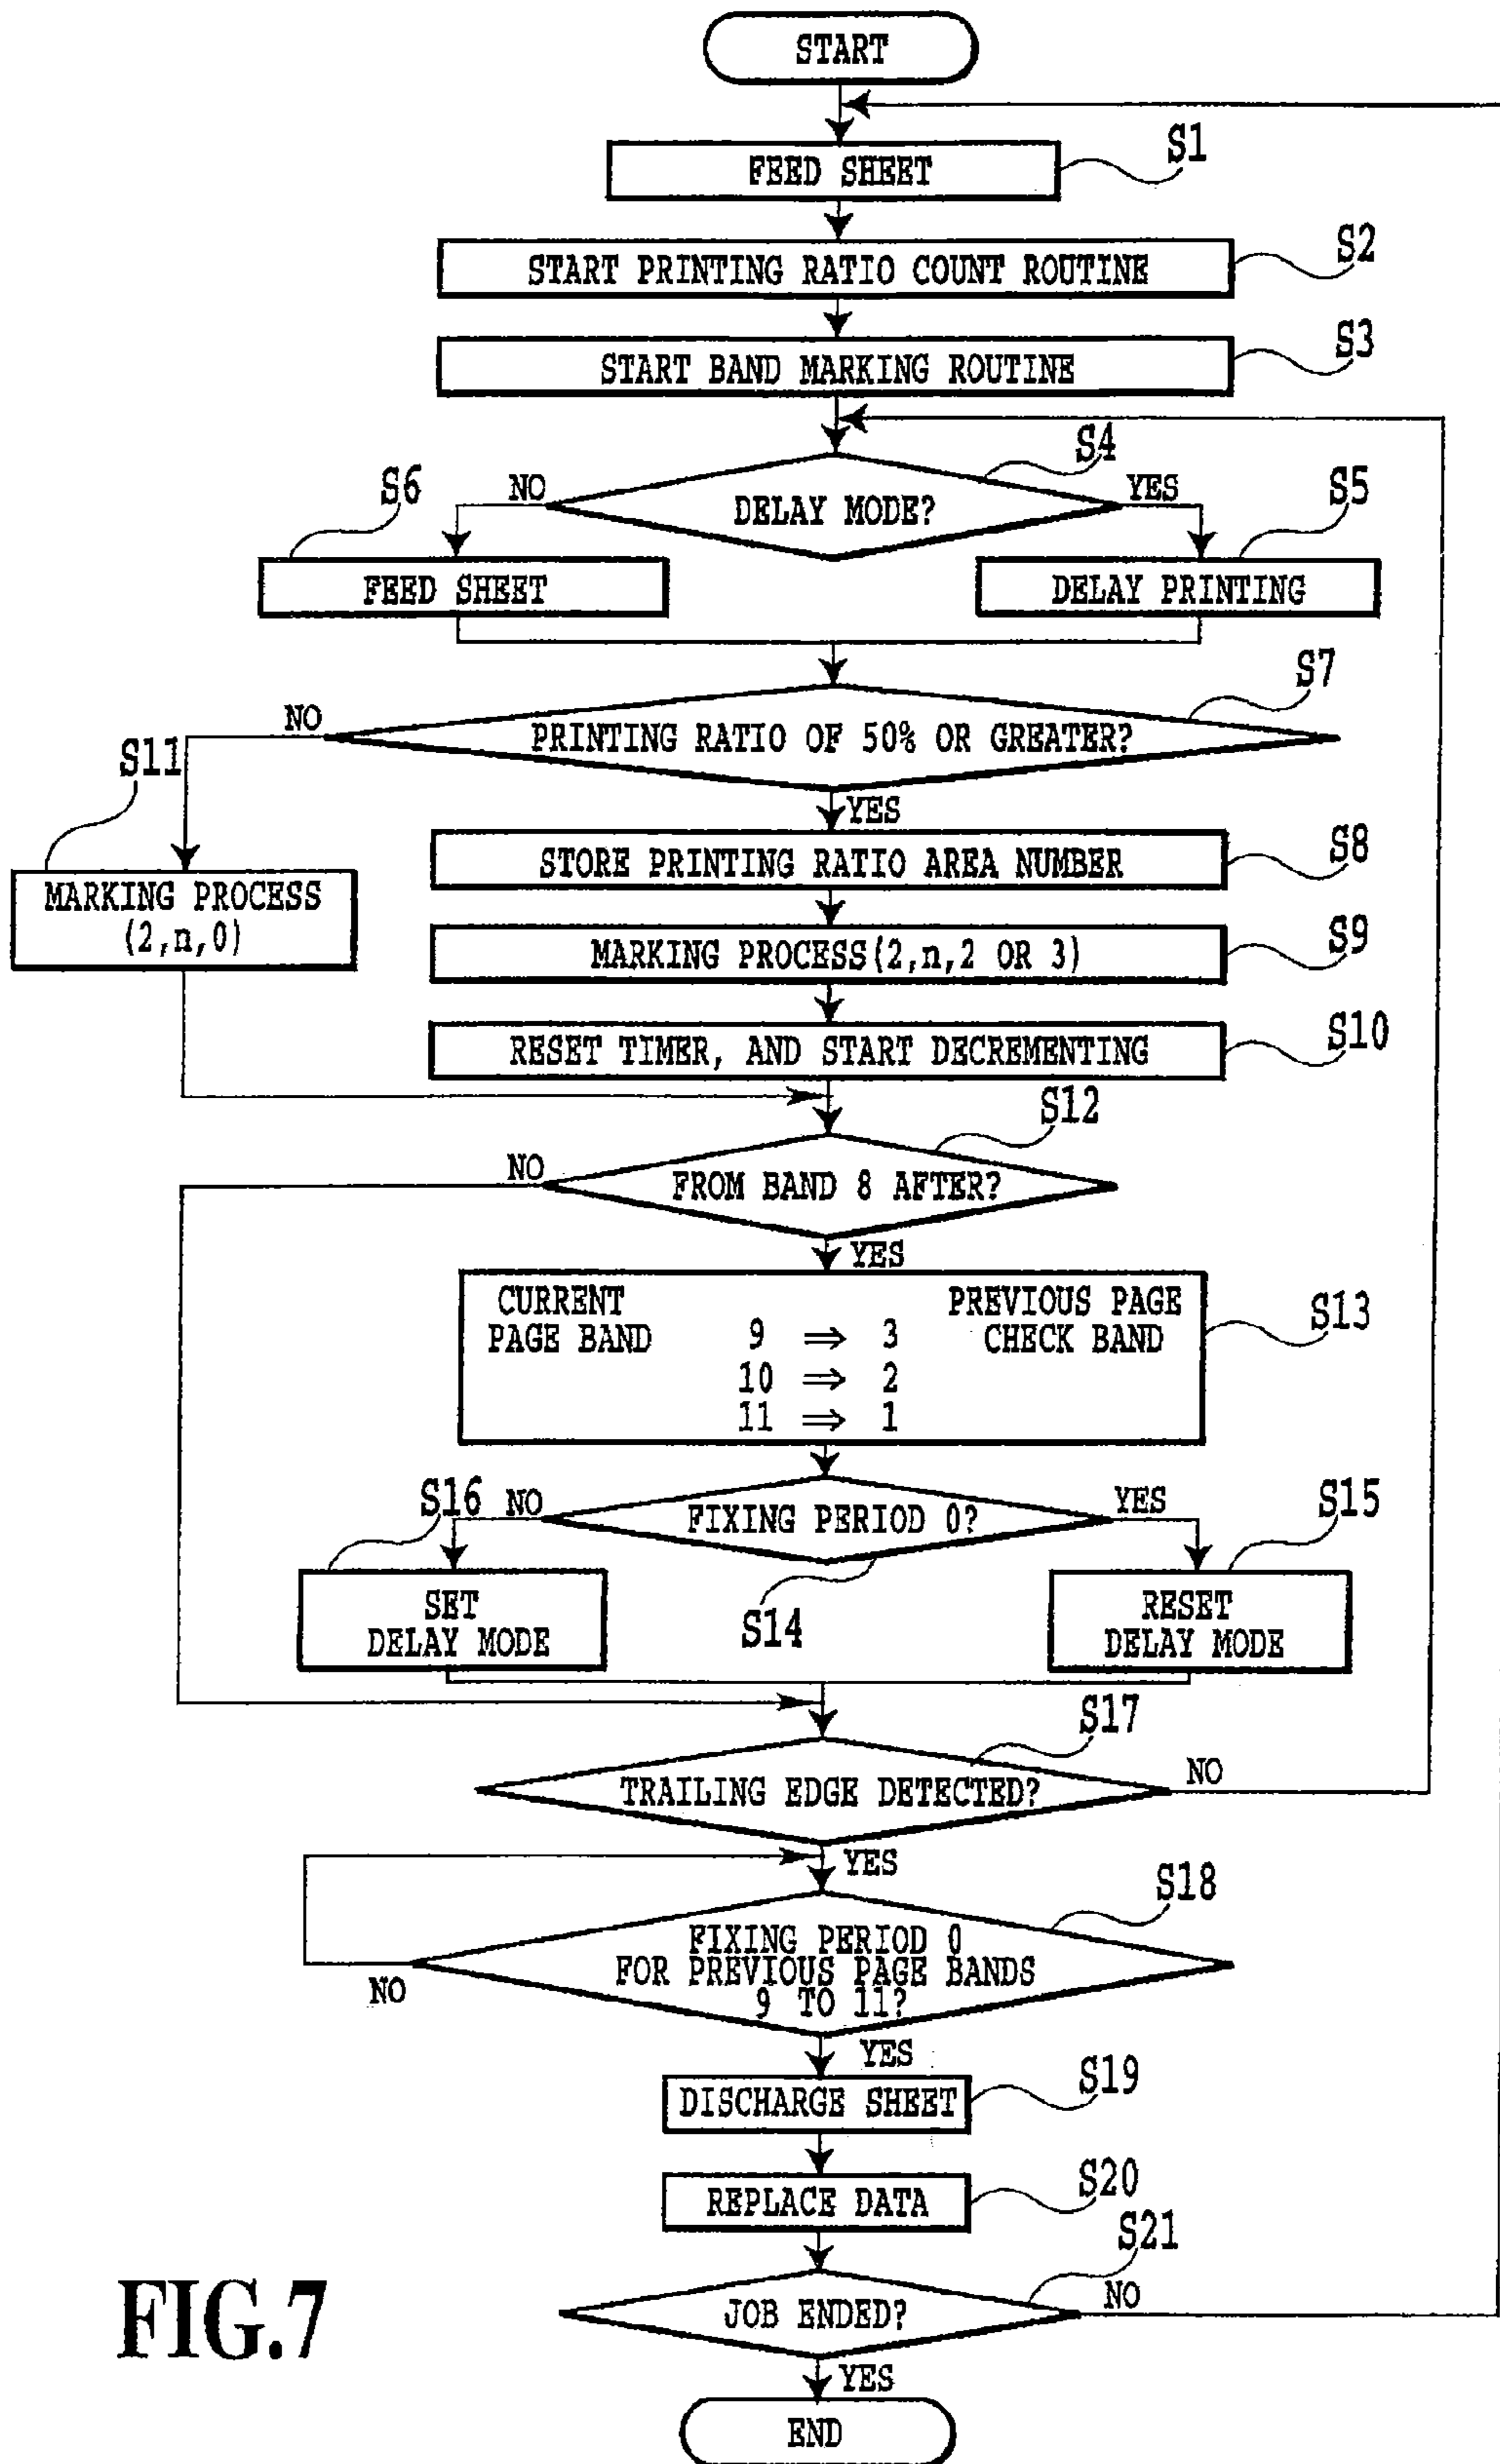 START
FEED SHEET
S1
START PRINTING RATIO COUNT ROUTINE
S2
START BAND MARKING ROUTINE
S3
S4
DELAY MODE?
NO
YES
S6
S5
FEED SHEET
DELAY PRINTING
S7
PRINTING RATIO OF 50% OR GREATER?
NO
YES
S11
MARKING PROCESS
(2,n,0)
STORE PRINTING RATIO AREA NUMBER
S8
MARKING PROCESS(2,n,2 OR 3)
S9
RESET TIMER, AND START DECREMENTING
S10
S12
FROM BAND 8 AFTER?
NO
YES
CURRENT
PAGE BAND
PREVIOUS PAGE
CHECK BAND
9 ⇒ 3
10 ⇒ 2
11 ⇒ 1
S13
FIXING PERIOD 0?
S14
NO
YES
S16
S15
SET
DELAY MODE
RESET
DELAY MODE
S17
TRAILING EDGE DETECTED?
NO
YES
S18
FIXING PERIOD 0
FOR PREVIOUS PAGE BANDS
9 TO 11?
NO
YES
DISCHARGE SHEET
S19
REPLACE DATA
S20
S21
JOB ENDED?
NO
YES
END
FIG.7